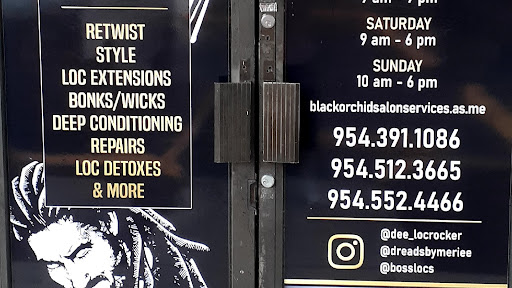 RETWIST
STYLE
LOC EXTENSIONS
BONKS/WICKS
DEEP CONDITIONING
REPAIRS
LOC DETOXES
& MORE
SATURDAY
9 am - 6 pm
SUNDAY
10 am - 6 pm
blackorchidsalonservices.as.me
954.391.1086
954.512.3665
954.552.4466
@dee_locrocker
@dreadsbymeriee
@bosslocs